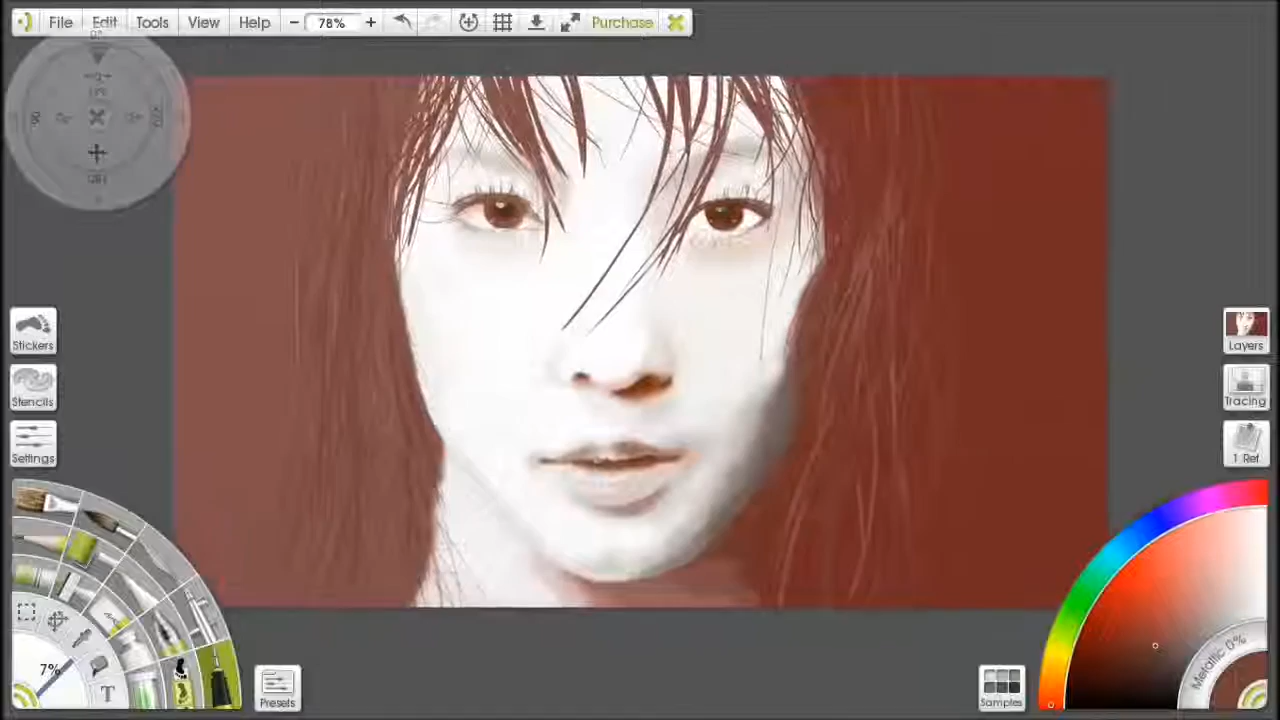 File Edit Tools View Help − 78% + Purchase
Stickers
Stencils
Settings
Layers
Tracing
1 Ref
7%
T
Presets
Samples
Metallic 0%